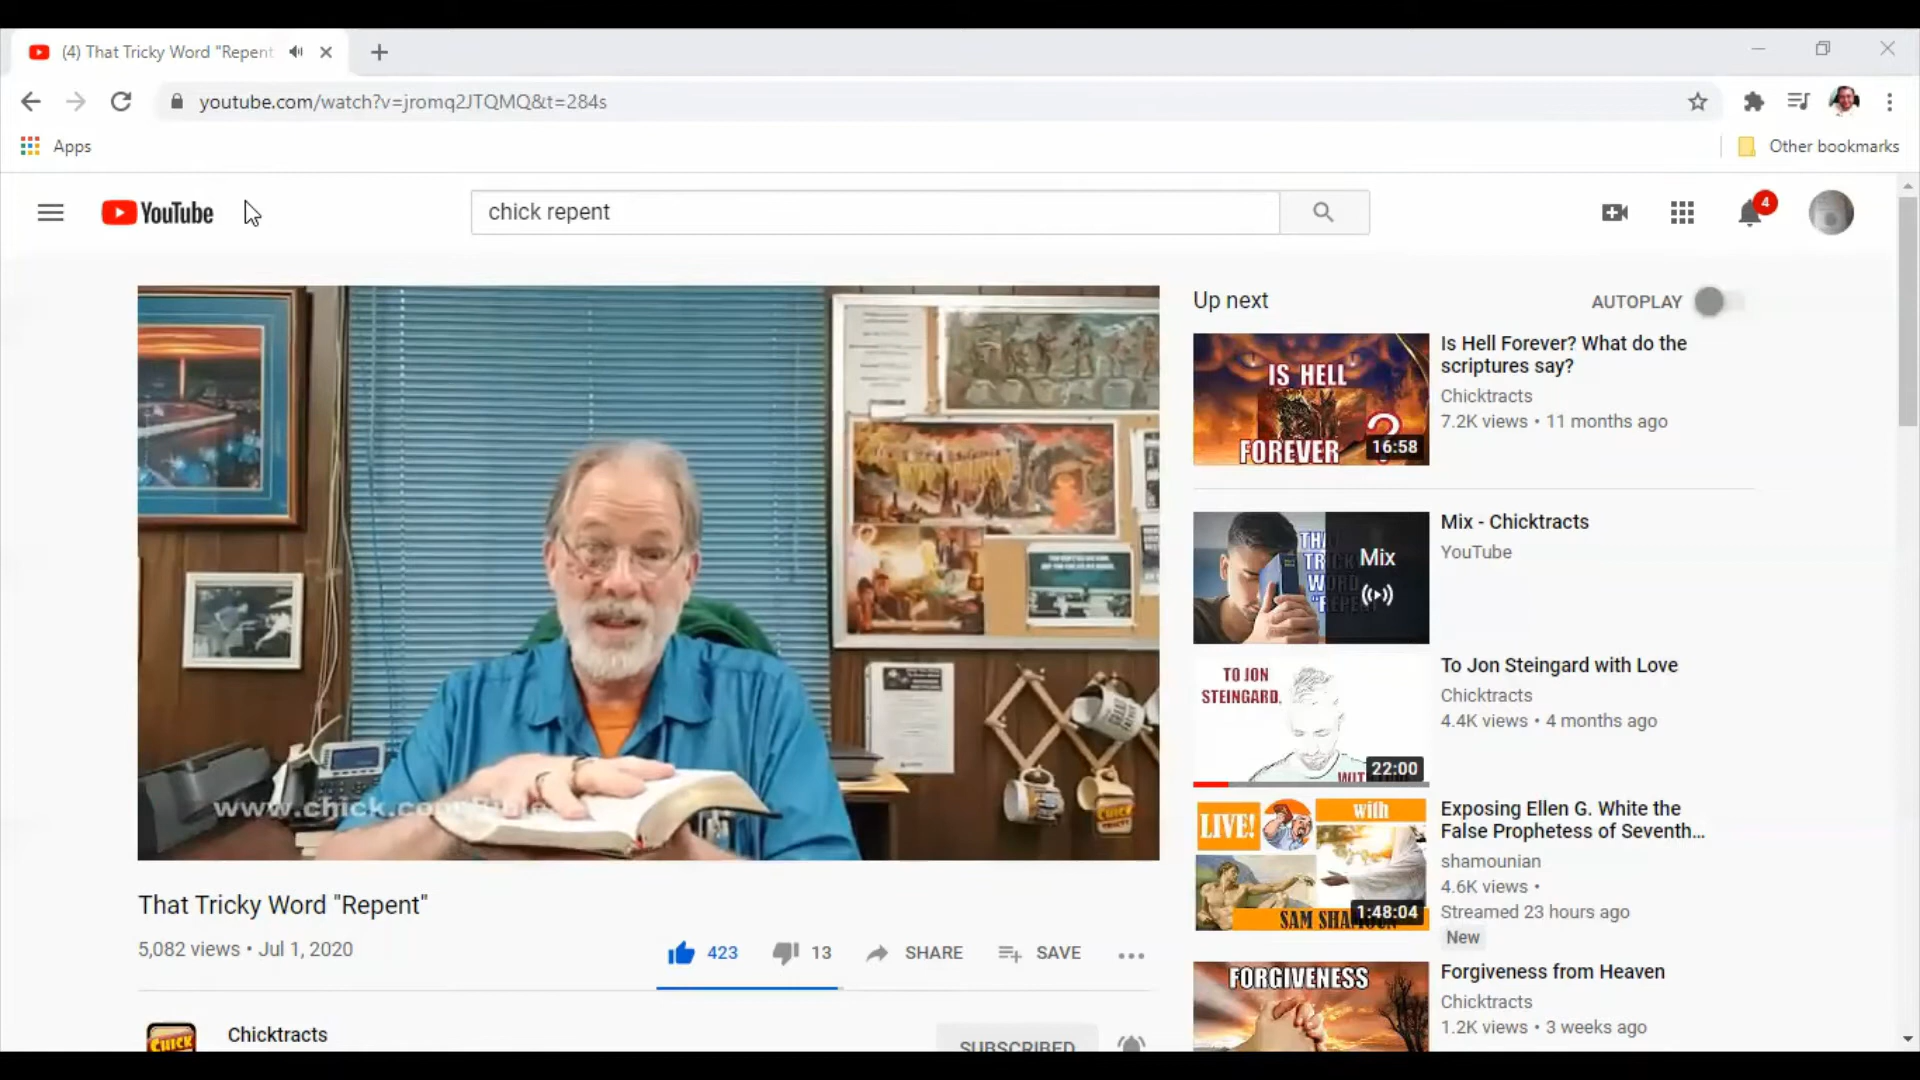 (4) That Tricky Word "Repent
youtube.com/watch?v=jromq2JTQMQ&t=284s
Apps
Other bookmarks
YouTube
chick repent
4
Up next
AUTOPLAY
IS HELL
FOREVER
?
16:58
Is Hell Forever? What do the
scriptures say?
Chicktracts
7.2K views • 11 months ago
Mix
Mix - Chicktracts
YouTube
TO JON
STEINGARD,
22:00
To Jon Steingard with Love
Chicktracts
4.4K views • 4 months ago
LIVE!
with
1:48:04
Exposing Ellen G. White the
False Prophetess of Seventh...
shamounian
4.6K views •
Streamed 23 hours ago
New
FORGIVENESS
Forgiveness from Heaven
Chicktracts
1.2K views • 3 weeks ago
That Tricky Word "Repent"
5,082 views • Jul 1, 2020
423
13
SHARE
SAVE
CHICK
Chicktracts
SUBSCRIBED